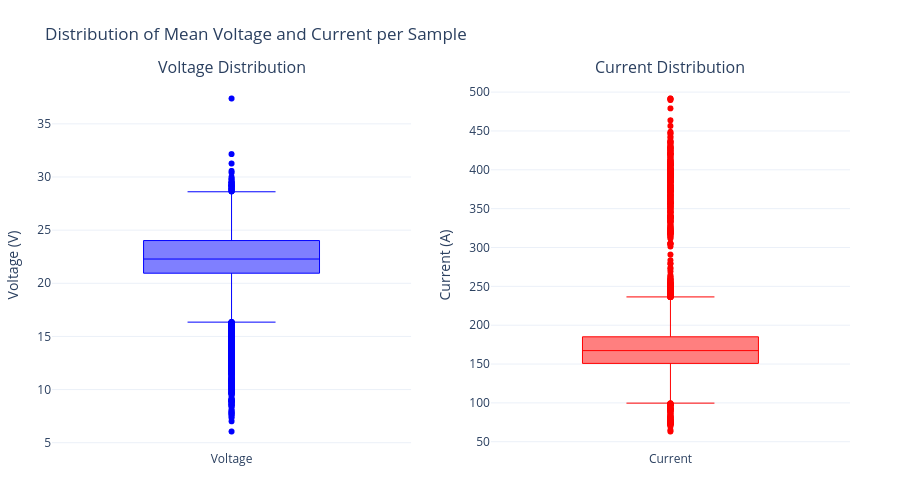 Distribution of Mean Voltage and Current per Sample
Voltage Distribution
Current Distribution
Voltage (V)
35
30
25
20
15
10
5
Voltage
Current (A)
500
450
400
350
300
250
200
150
100
50
Current